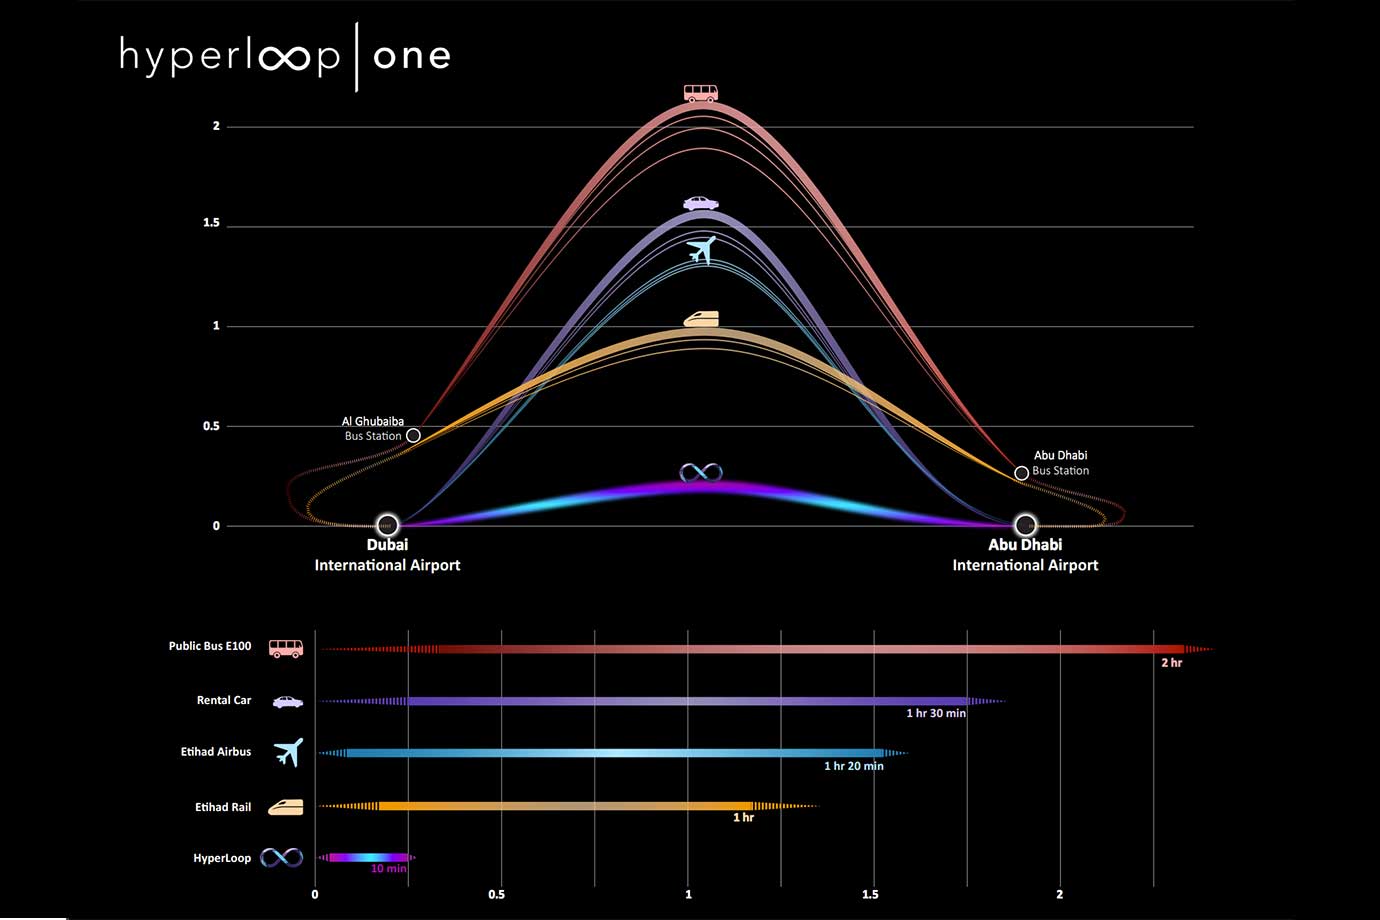 hyperloop | one
2
1.5
1
0.5
0
Al Ghubaiba
Bus Station
Abu Dhabi
Bus Station
Dubai
International Airport
Abu Dhabi
International Airport
Public Bus E100
2 hr
Rental Car
1 hr 30 min
Etihad Airbus
1 hr 20 min
Etihad Rail
1 hr
HyperLoop
10 min
0 0.5 1 1.5 2